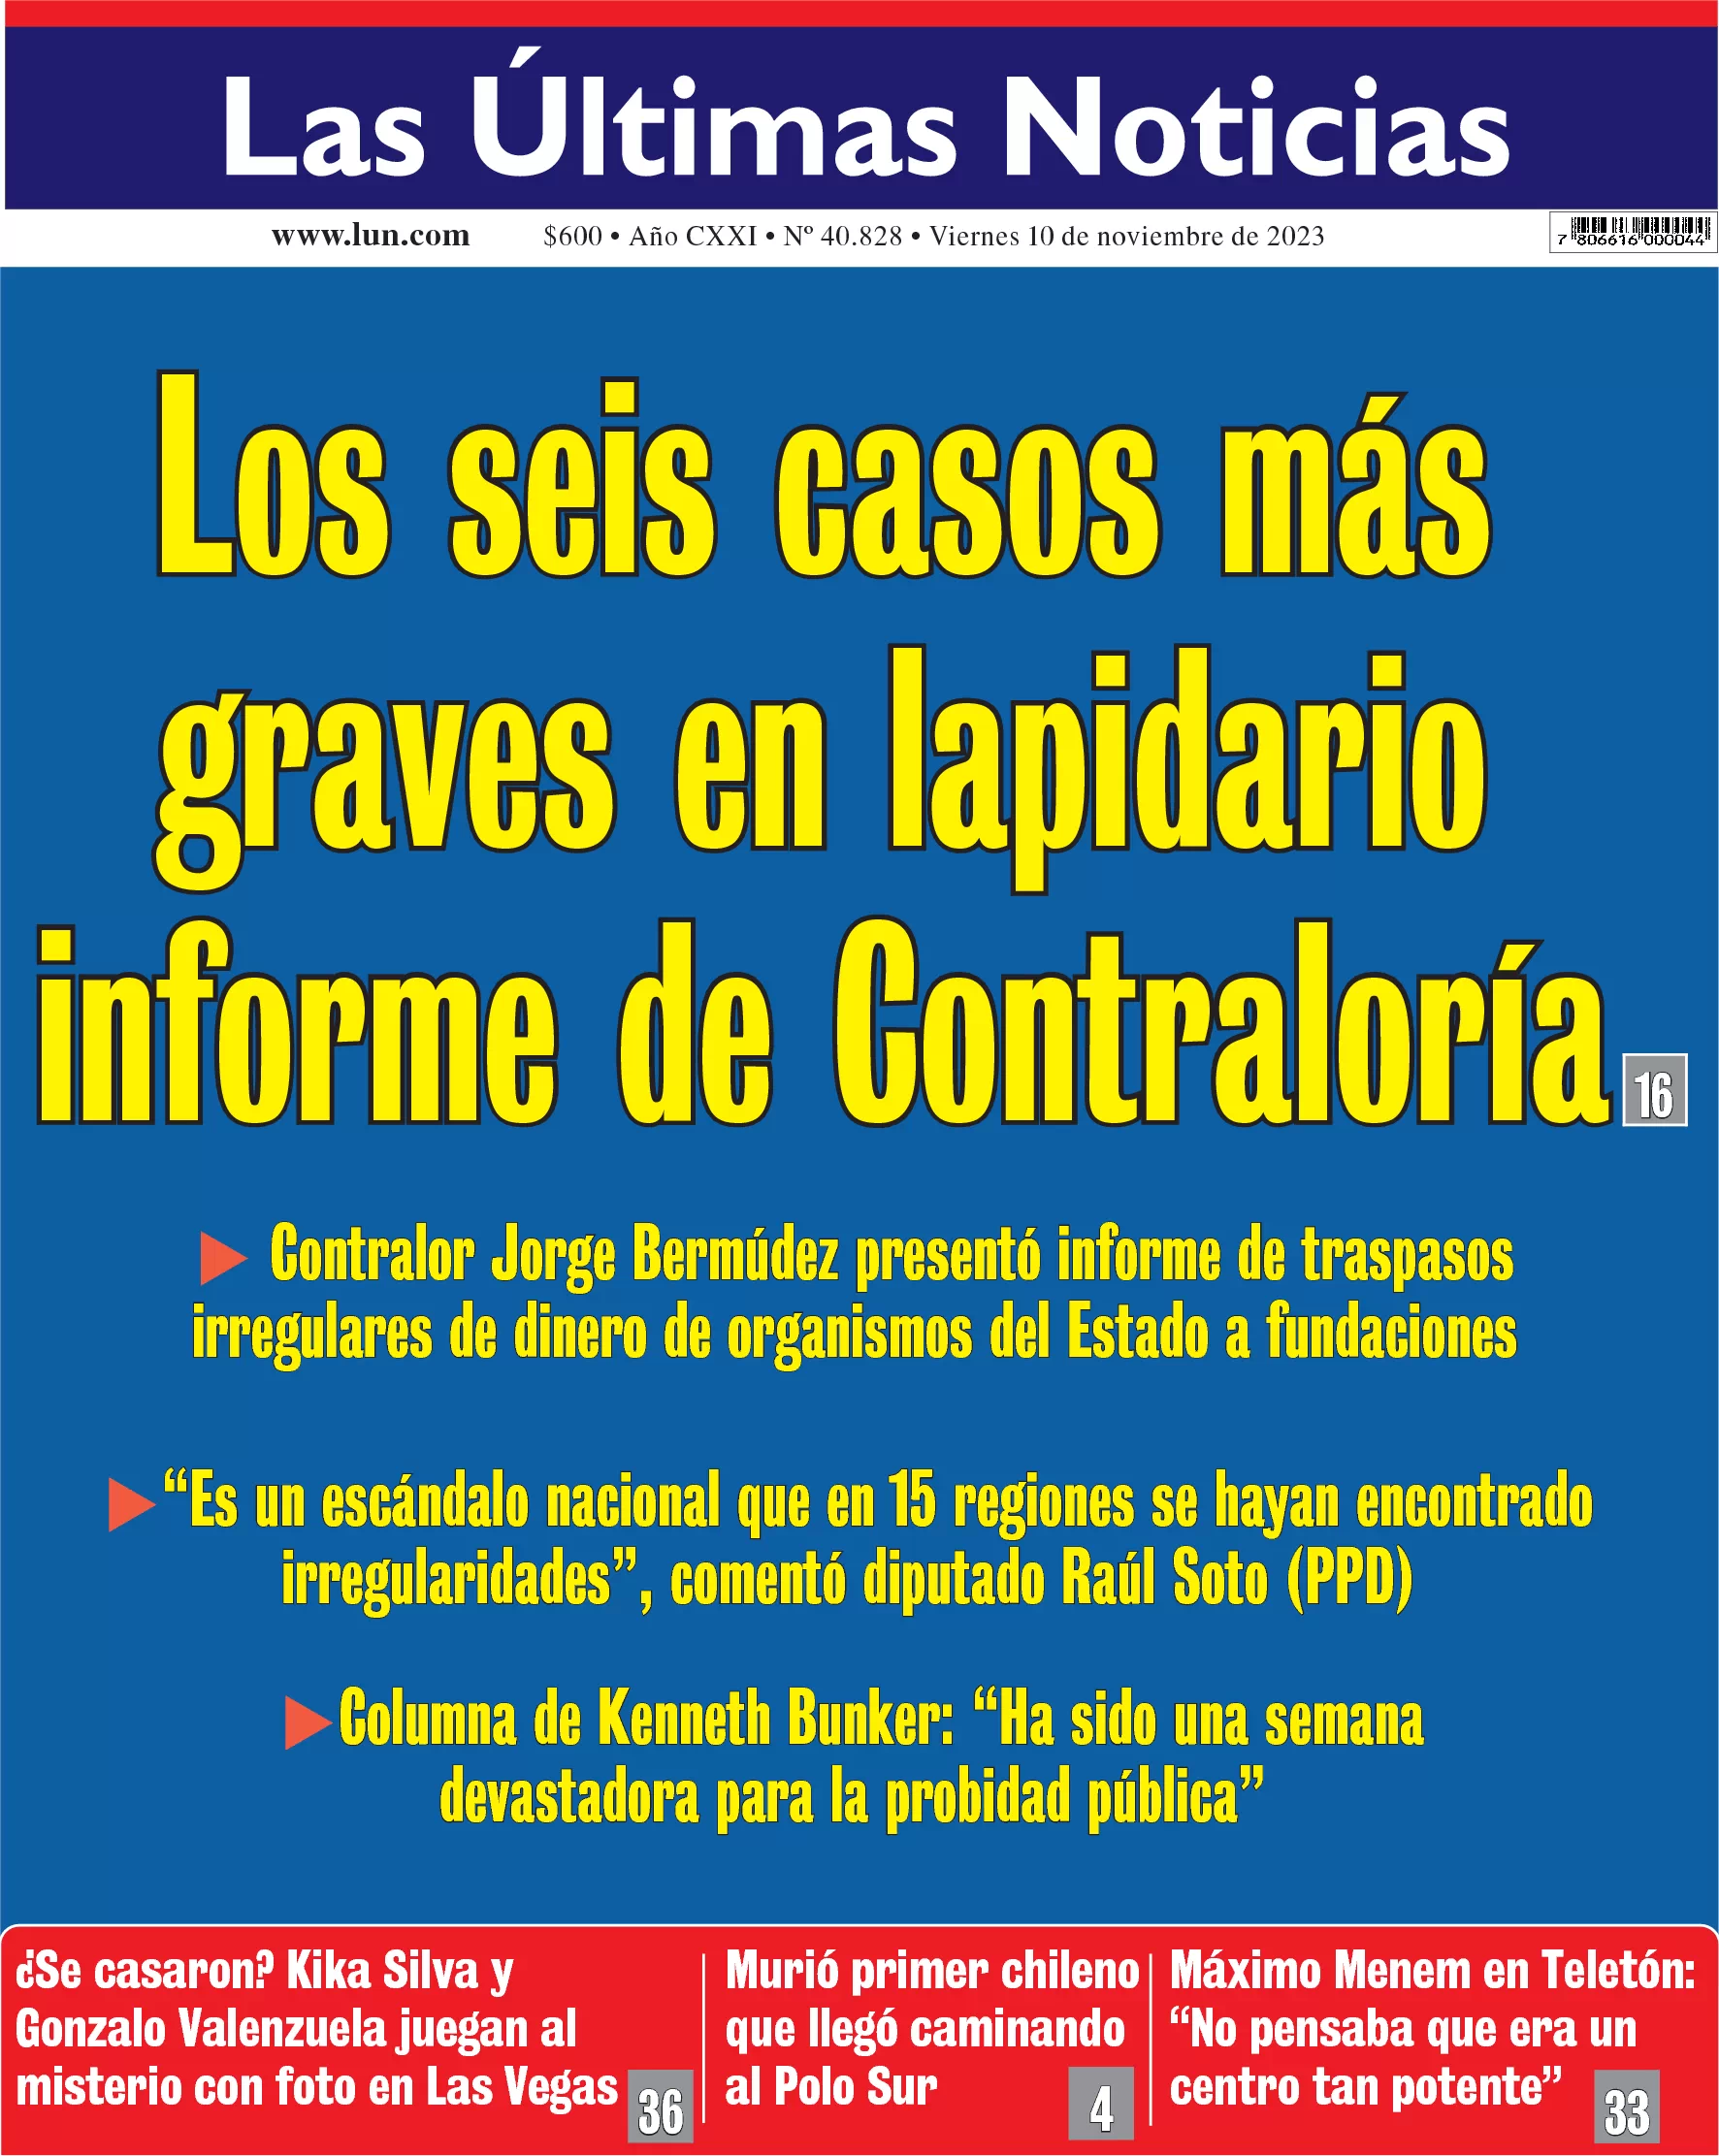 Las Últimas Noticias
www.lun.com $600 • Año CXXI • Nº 40.828 • Viernes 10 de noviembre de 2023
7 806616 000044
Los seis casos más
graves en lapidario
informe de Contraloría 16
Contralor Jorge Bermúdez presentó informe de traspasos
irregulares de dinero de organismos del Estado a fundaciones
“Es un escándalo nacional que en 15 regiones se hayan encontrado
irregularidades”, comentó diputado Raúl Soto (PPD)
Columna de Kenneth Bunker: “Ha sido una semana
devastadora para la probidad pública”
¿Se casaron? Kika Silva y
Gonzalo Valenzuela juegan al
misterio con foto en Las Vegas 36
Murió primer chileno
que llegó caminando
al Polo Sur 4
Máximo Menem en Teletón:
“No pensaba que era un
centro tan potente” 33